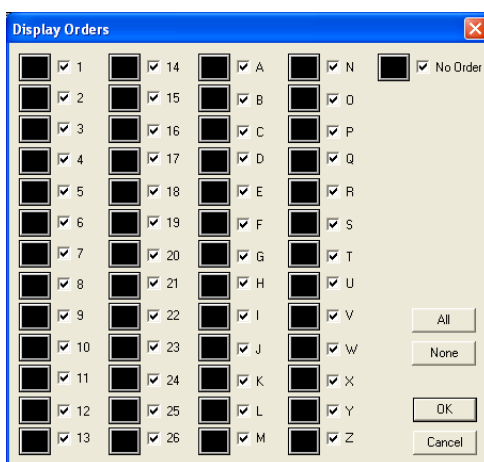 Display Orders
1 14 A N No Order
2 15 B O
3 16 C P
4 17 D Q
5 18 E R
6 19 F S
7 20 G T
8 21 H U
9 22 I V
All
10 23 J W
None
11 24 K X
12 25 L Y
OK
13 26 M Z
Cancel